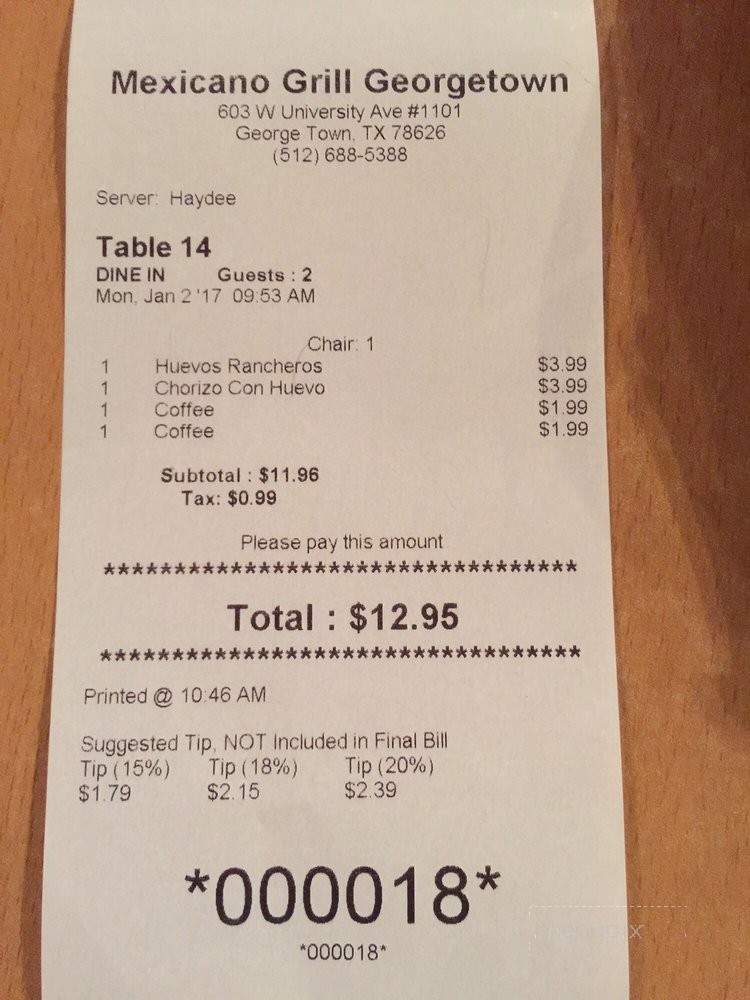 Mexicano Grill Georgetown
603 W University Ave #1101
George Town, TX 78626
(512) 688-5388
Server: Haydee
Table 14
DINE IN Guests : 2
Mon, Jan 2 '17 09:53 AM
Chair: 1
1 Huevos Rancheros $3.99
1 Chorizo Con Huevo $3.99
1 Coffee $1.99
1 Coffee $1.99
Subtotal : $11.96
Tax: $0.99
Please pay this amount
*********************************
Total : $12.95
*********************************
Printed @ 10:46 AM
Suggested Tip, NOT Included in Final Bill
Tip (15%) Tip (18%) Tip (20%)
$1.79 $2.15 $2.39
*000018*
*000018*